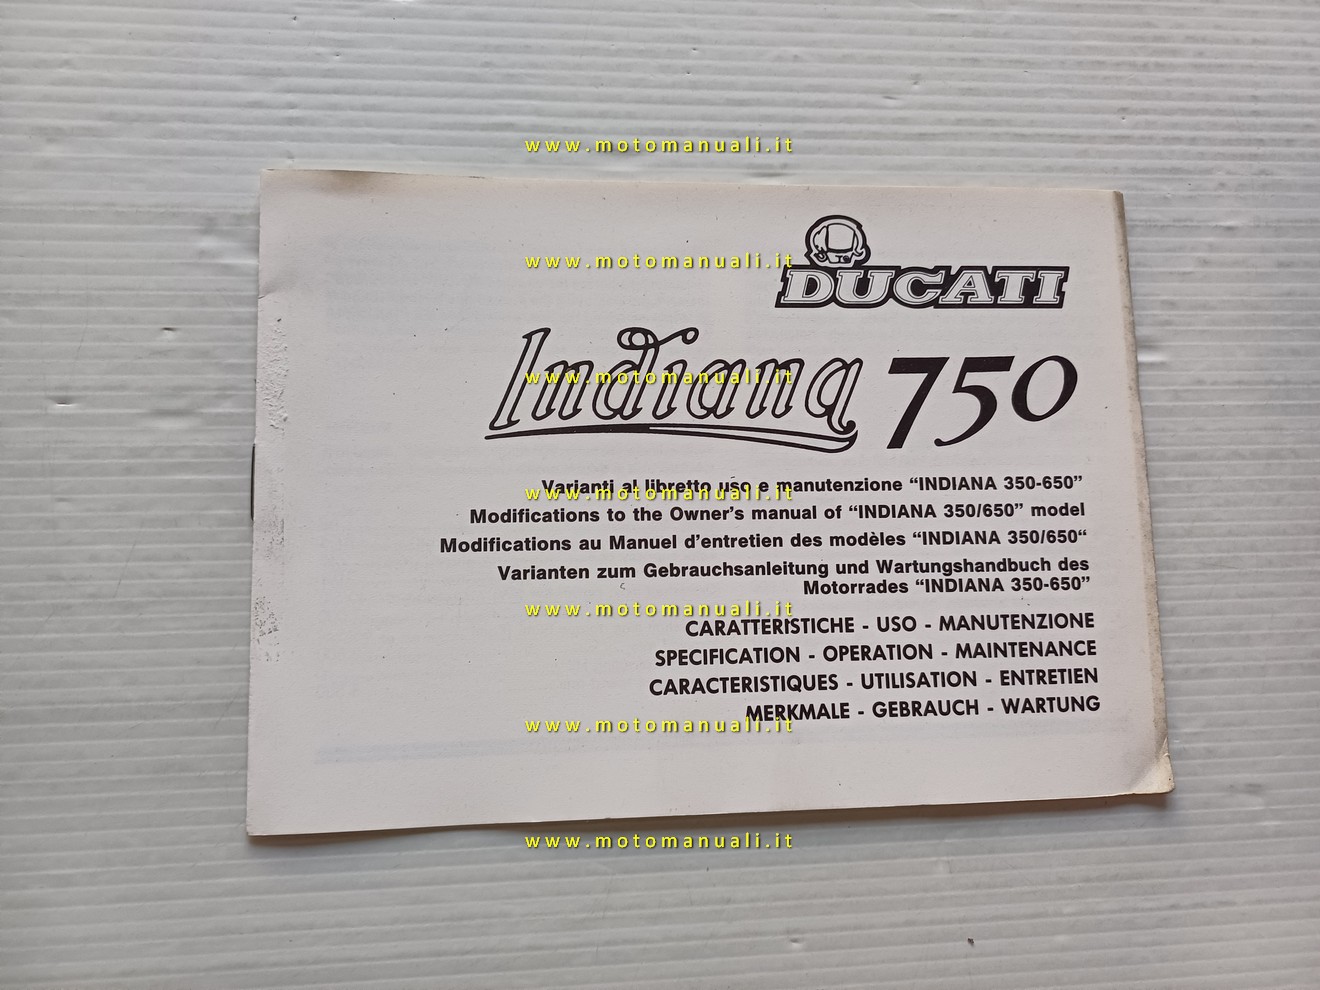 www.motomanuali.it
www.motomanuali.it
DUCATI
Indiana 750
www.motomanuali.it
Varianti al libretto uso e manutenzione “INDIANA 350-650”
www.motomanuali.it
Modifications to the Owner’s manual of “INDIANA 350/650” model
Modifications au Manuel d’entretien des modèles “INDIANA 350/650“
Varianten zum Gebrauchsanleitung und Wartungshandbuch des
Motorrades “INDIANA 350-650”
www.motomanuali.it
CARATTERISTICHE - USO - MANUTENZIONE
SPECIFICATION - OPERATION - MAINTENANCE
CARACTERISTIQUES - UTILISATION - ENTRETIEN
MERKMALE - GEBRAUCH - WARTUNG
www.motomanuali.it
www.motomanuali.it